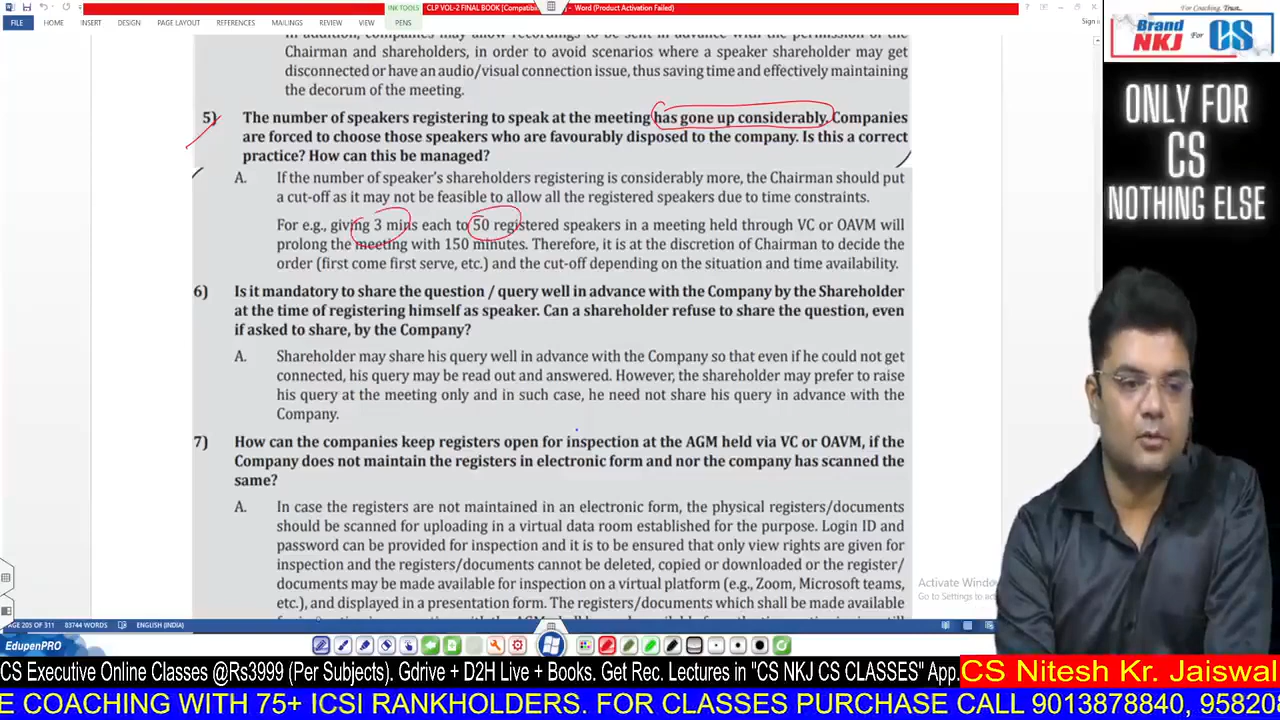 INK TOOLS
CLP VOL-2 FINAL BOOK [Compatibi
- Word (Product Activation Failed)
FILE HOME INSERT DESIGN PAGE LAYOUT REFERENCES MAILINGS REVIEW VIEW PENS
Sign i
Chairman and shareholders, in order to avoid scenarios where a speaker shareholder may get
disconnected or have an audio/visual connection issue, thus saving time and effectively maintaining
the decorum of the meeting.
5) The number of speakers registering to speak at the meeting has gone up considerably. Companies
are forced to choose those speakers who are favourably disposed to the company. Is this a correct
practice? How can this be managed?
A. If the number of speaker's shareholders registering is considerably more, the Chairman should put
a cut-off as it may not be feasible to allow all the registered speakers due to time constraints.
For e.g., giving 3 mins each to 50 registered speakers in a meeting held through VC or OAVM will
prolong the meeting with 150 minutes. Therefore, it is at the discretion of Chairman to decide the
order (first come first serve, etc.) and the cut-off depending on the situation and time availability.
6) Is it mandatory to share the question / query well in advance with the Company by the Shareholder
at the time of registering himself as speaker. Can a shareholder refuse to share the question, even
if asked to share, by the Company?
A. Shareholder may share his query well in advance with the Company so that even if he could not get
connected, his query may be read out and answered. However, the shareholder may prefer to raise
his query at the meeting only and in such case, he need not share his query in advance with the
Company.
7) How can the companies keep registers open for inspection at the AGM held via VC or OAVM, if the
Company does not maintain the registers in electronic form and nor the company has scanned the
same?
A. In case the registers are not maintained in an electronic form, the physical registers/documents
should be scanned for uploading in a virtual data room established for the purpose. Login ID and
password can be provided for inspection and it is to be ensured that only view rights are given for
inspection and the registers/documents cannot be deleted, copied or downloaded or the register/
documents may be made available for inspection on a virtual platform (e.g., Zoom, Microsoft teams,
etc.), and displayed in a presentation form. The registers/documents which shall be made available
Activate Windo
Go to Settings to a
PAGE 205 OF 311 83744 WORDS ENGLISH (INDIA)
EdupenPRO
For Coaching, Trust...
Brand NKJ For CS
ONLY FOR
CS
NOTHING ELSE
CS Executive Online Classes @Rs3999 (Per Subjects). Gdrive + D2H Live + Books. Get Rec. Lectures in "CS NKJ CS CLASSES" App.
CS Nitesh Kr. Jaiswal
E COACHING WITH 75+ ICSI RANKHOLDERS. FOR CLASSES PURCHASE CALL 9013878840, 958208